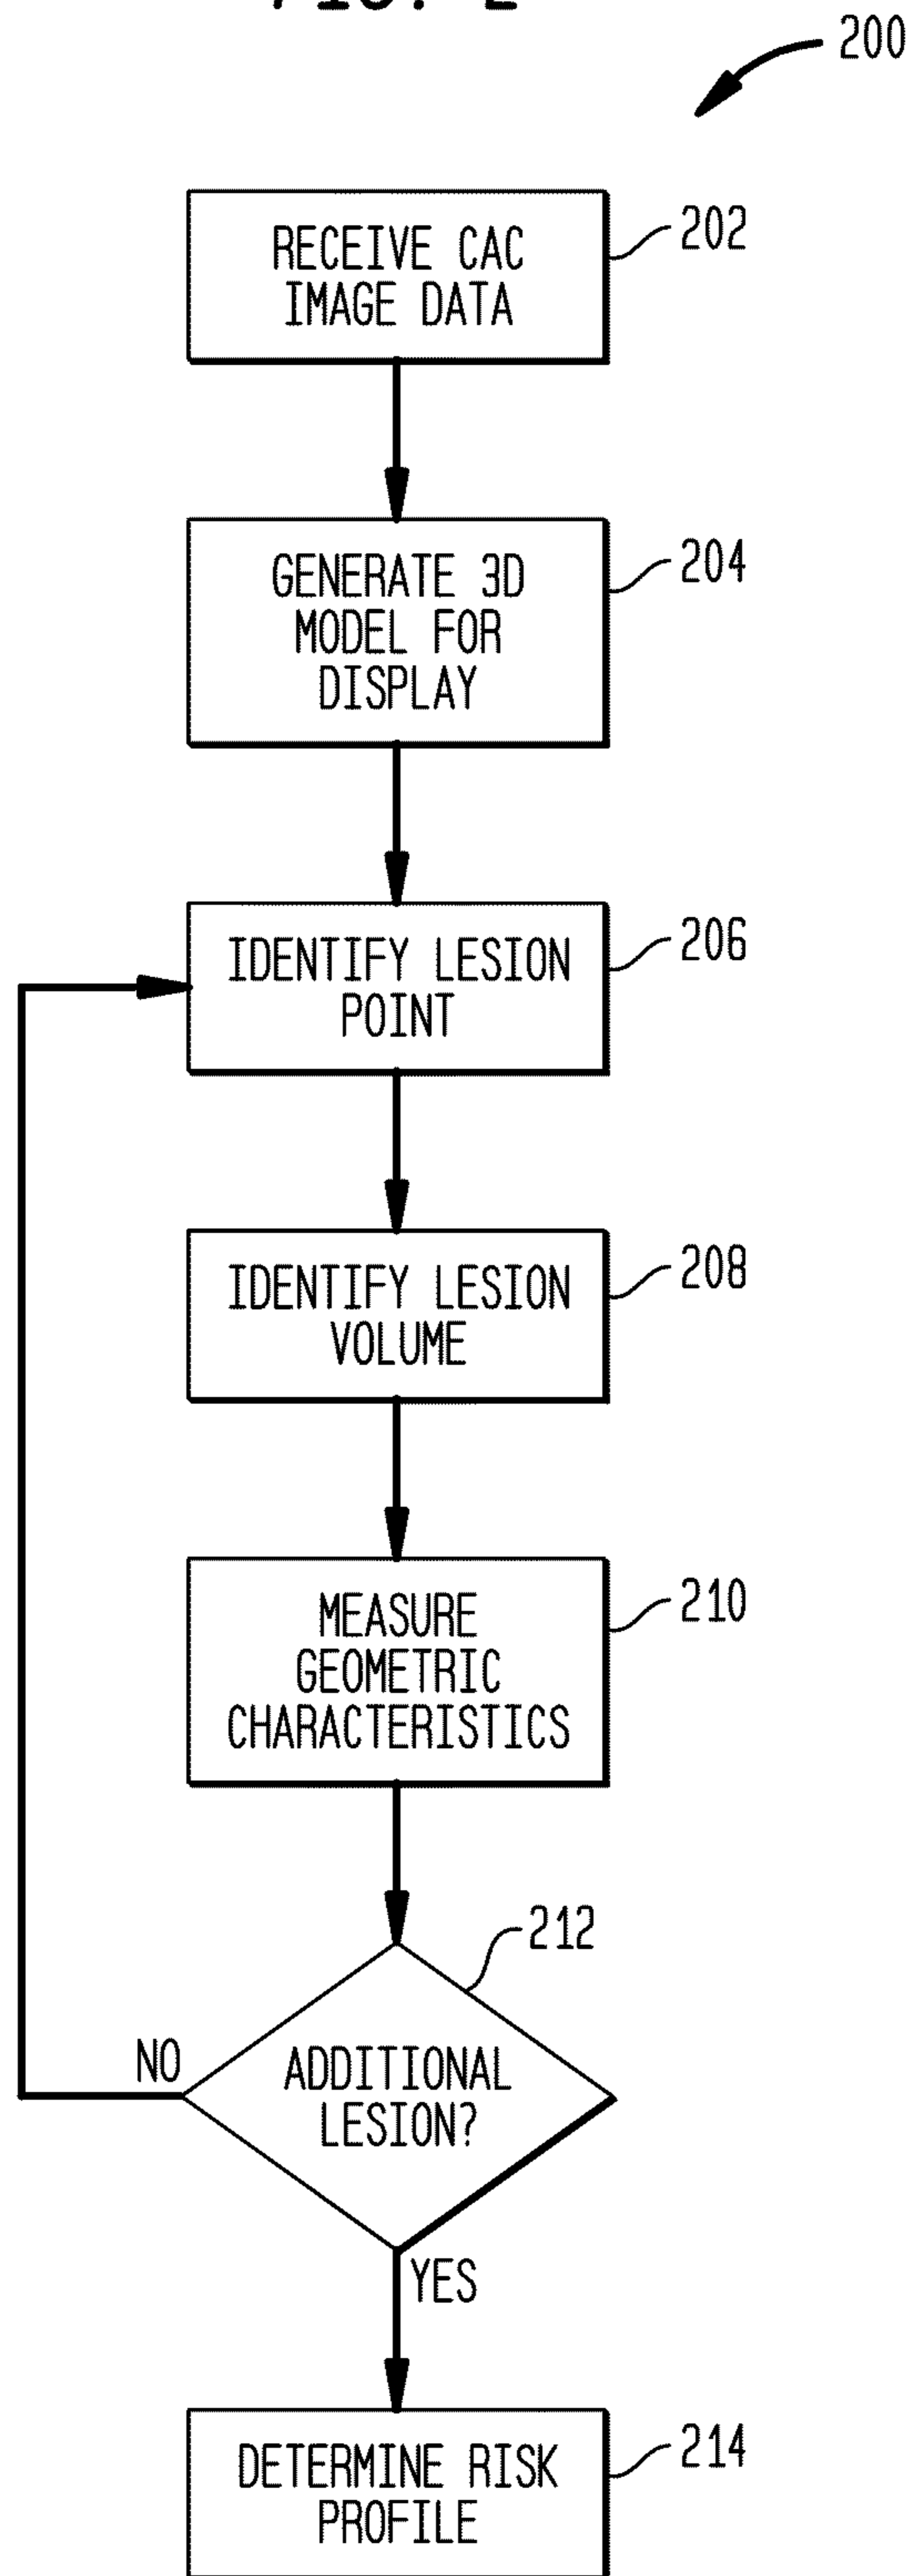 200
RECEIVE CAC
IMAGE DATA
202
GENERATE 3D
MODEL FOR
DISPLAY
204
IDENTIFY LESION
POINT
206
IDENTIFY LESION
VOLUME
208
MEASURE
GEOMETRIC
CHARACTERISTICS
210
212
ADDITIONAL
LESION?
NO
YES
DETERMINE RISK
PROFILE
214